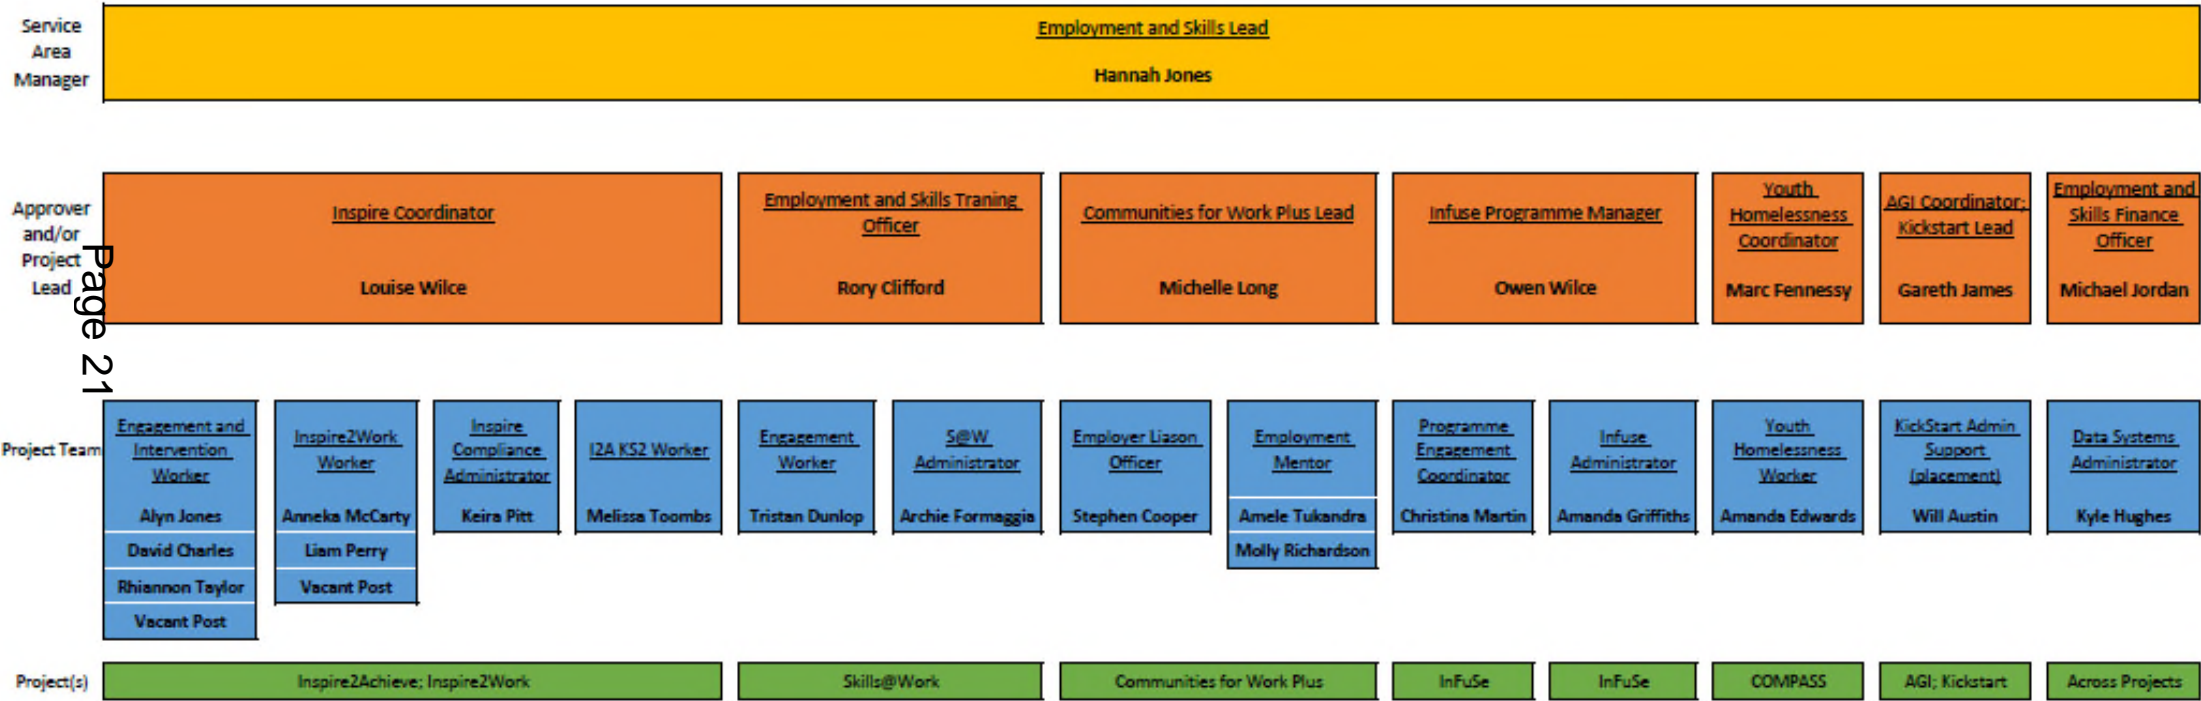 Service
Area
Manager
Employment and Skills Lead
Hannah Jones
Approver
and/or
Project
Lead
Inspire Coordinator
Louise Wilce
Employment and Skills Traning
Officer
Rory Clifford
Communities for Work Plus Lead
Michelle Long
Infuse Programme Manager
Owen Wilce
Youth
Homelessness
Coordinator
Marc Fennessy
AGI Coordinator;
Kickstart Lead
Gareth James
Employment and
Skills Finance
Officer
Michael Jordan
Page 21
Project Team
Engagement and
Intervention
Worker
Alyn Jones
David Charles
Rhiannon Taylor
Vacant Post
Inspire2Work
Worker
Anneka McCarty
Liam Perry
Vacant Post
Inspire
Compliance
Administrator
Keira Pitt
I2A KS2 Worker
Melissa Toombs
Engagement
Worker
Tristan Dunlop
S@W
Administrator
Archie Formaggia
Employer Liason
Officer
Stephen Cooper
Employment
Mentor
Amele Tukandra
Molly Richardson
Programme
Engagement
Coordinator
Christina Martin
Infuse
Administrator
Amanda Griffiths
Youth
Homelessness
Worker
Amanda Edwards
KickStart Admin
Support
(placement)
Will Austin
Data Systems
Administrator
Kyle Hughes
Project(s)
Inspire2Achieve; Inspire2Work
Skills@Work
Communities for Work Plus
InFuSe
InFuSe
COMPASS
AGI; Kickstart
Across Projects